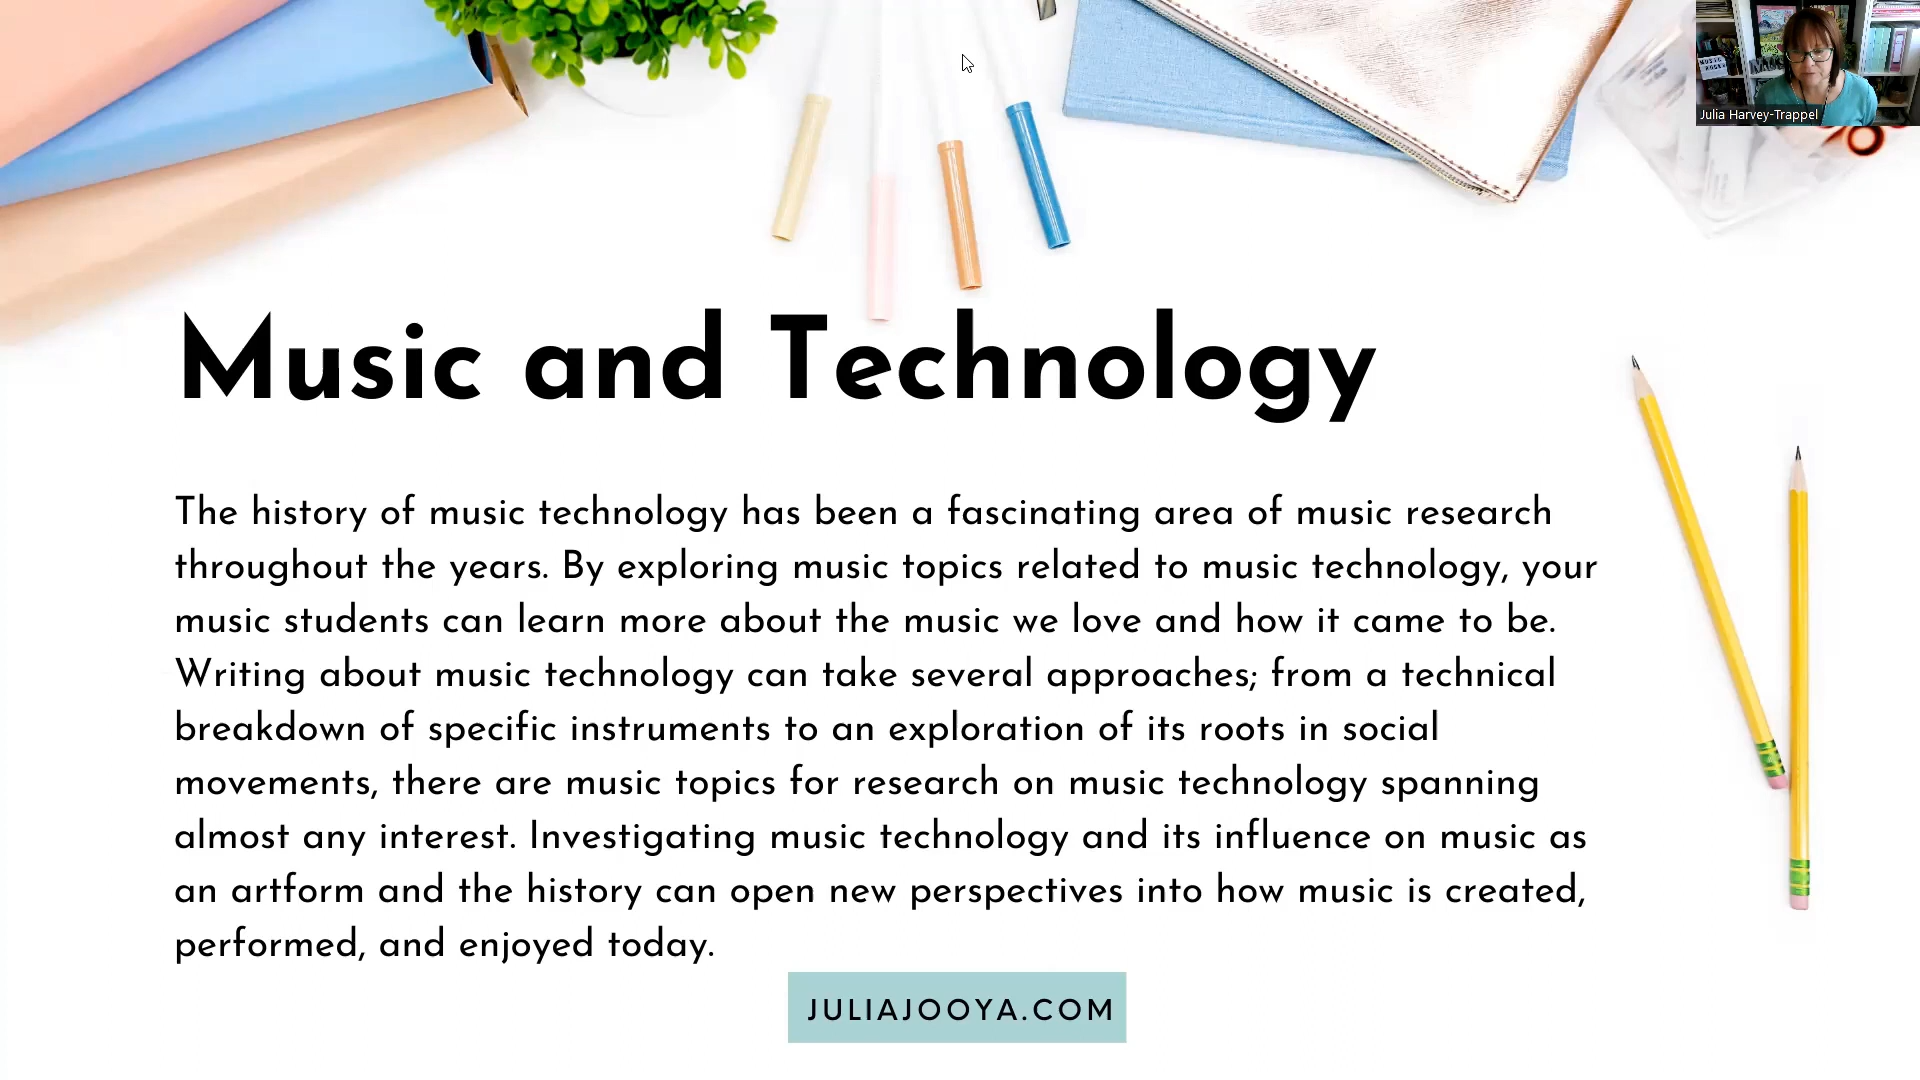 Julia Harvey-Trappel
Music and Technology
The history of music technology has been a fascinating area of music research
throughout the years. By exploring music topics related to music technology, your
music students can learn more about the music we love and how it came to be.
Writing about music technology can take several approaches; from a technical
breakdown of specific instruments to an exploration of its roots in social
movements, there are music topics for research on music technology spanning
almost any interest. Investigating music technology and its influence on music as
an artform and the history can open new perspectives into how music is created,
performed, and enjoyed today.
JULIAJOOYA.COM